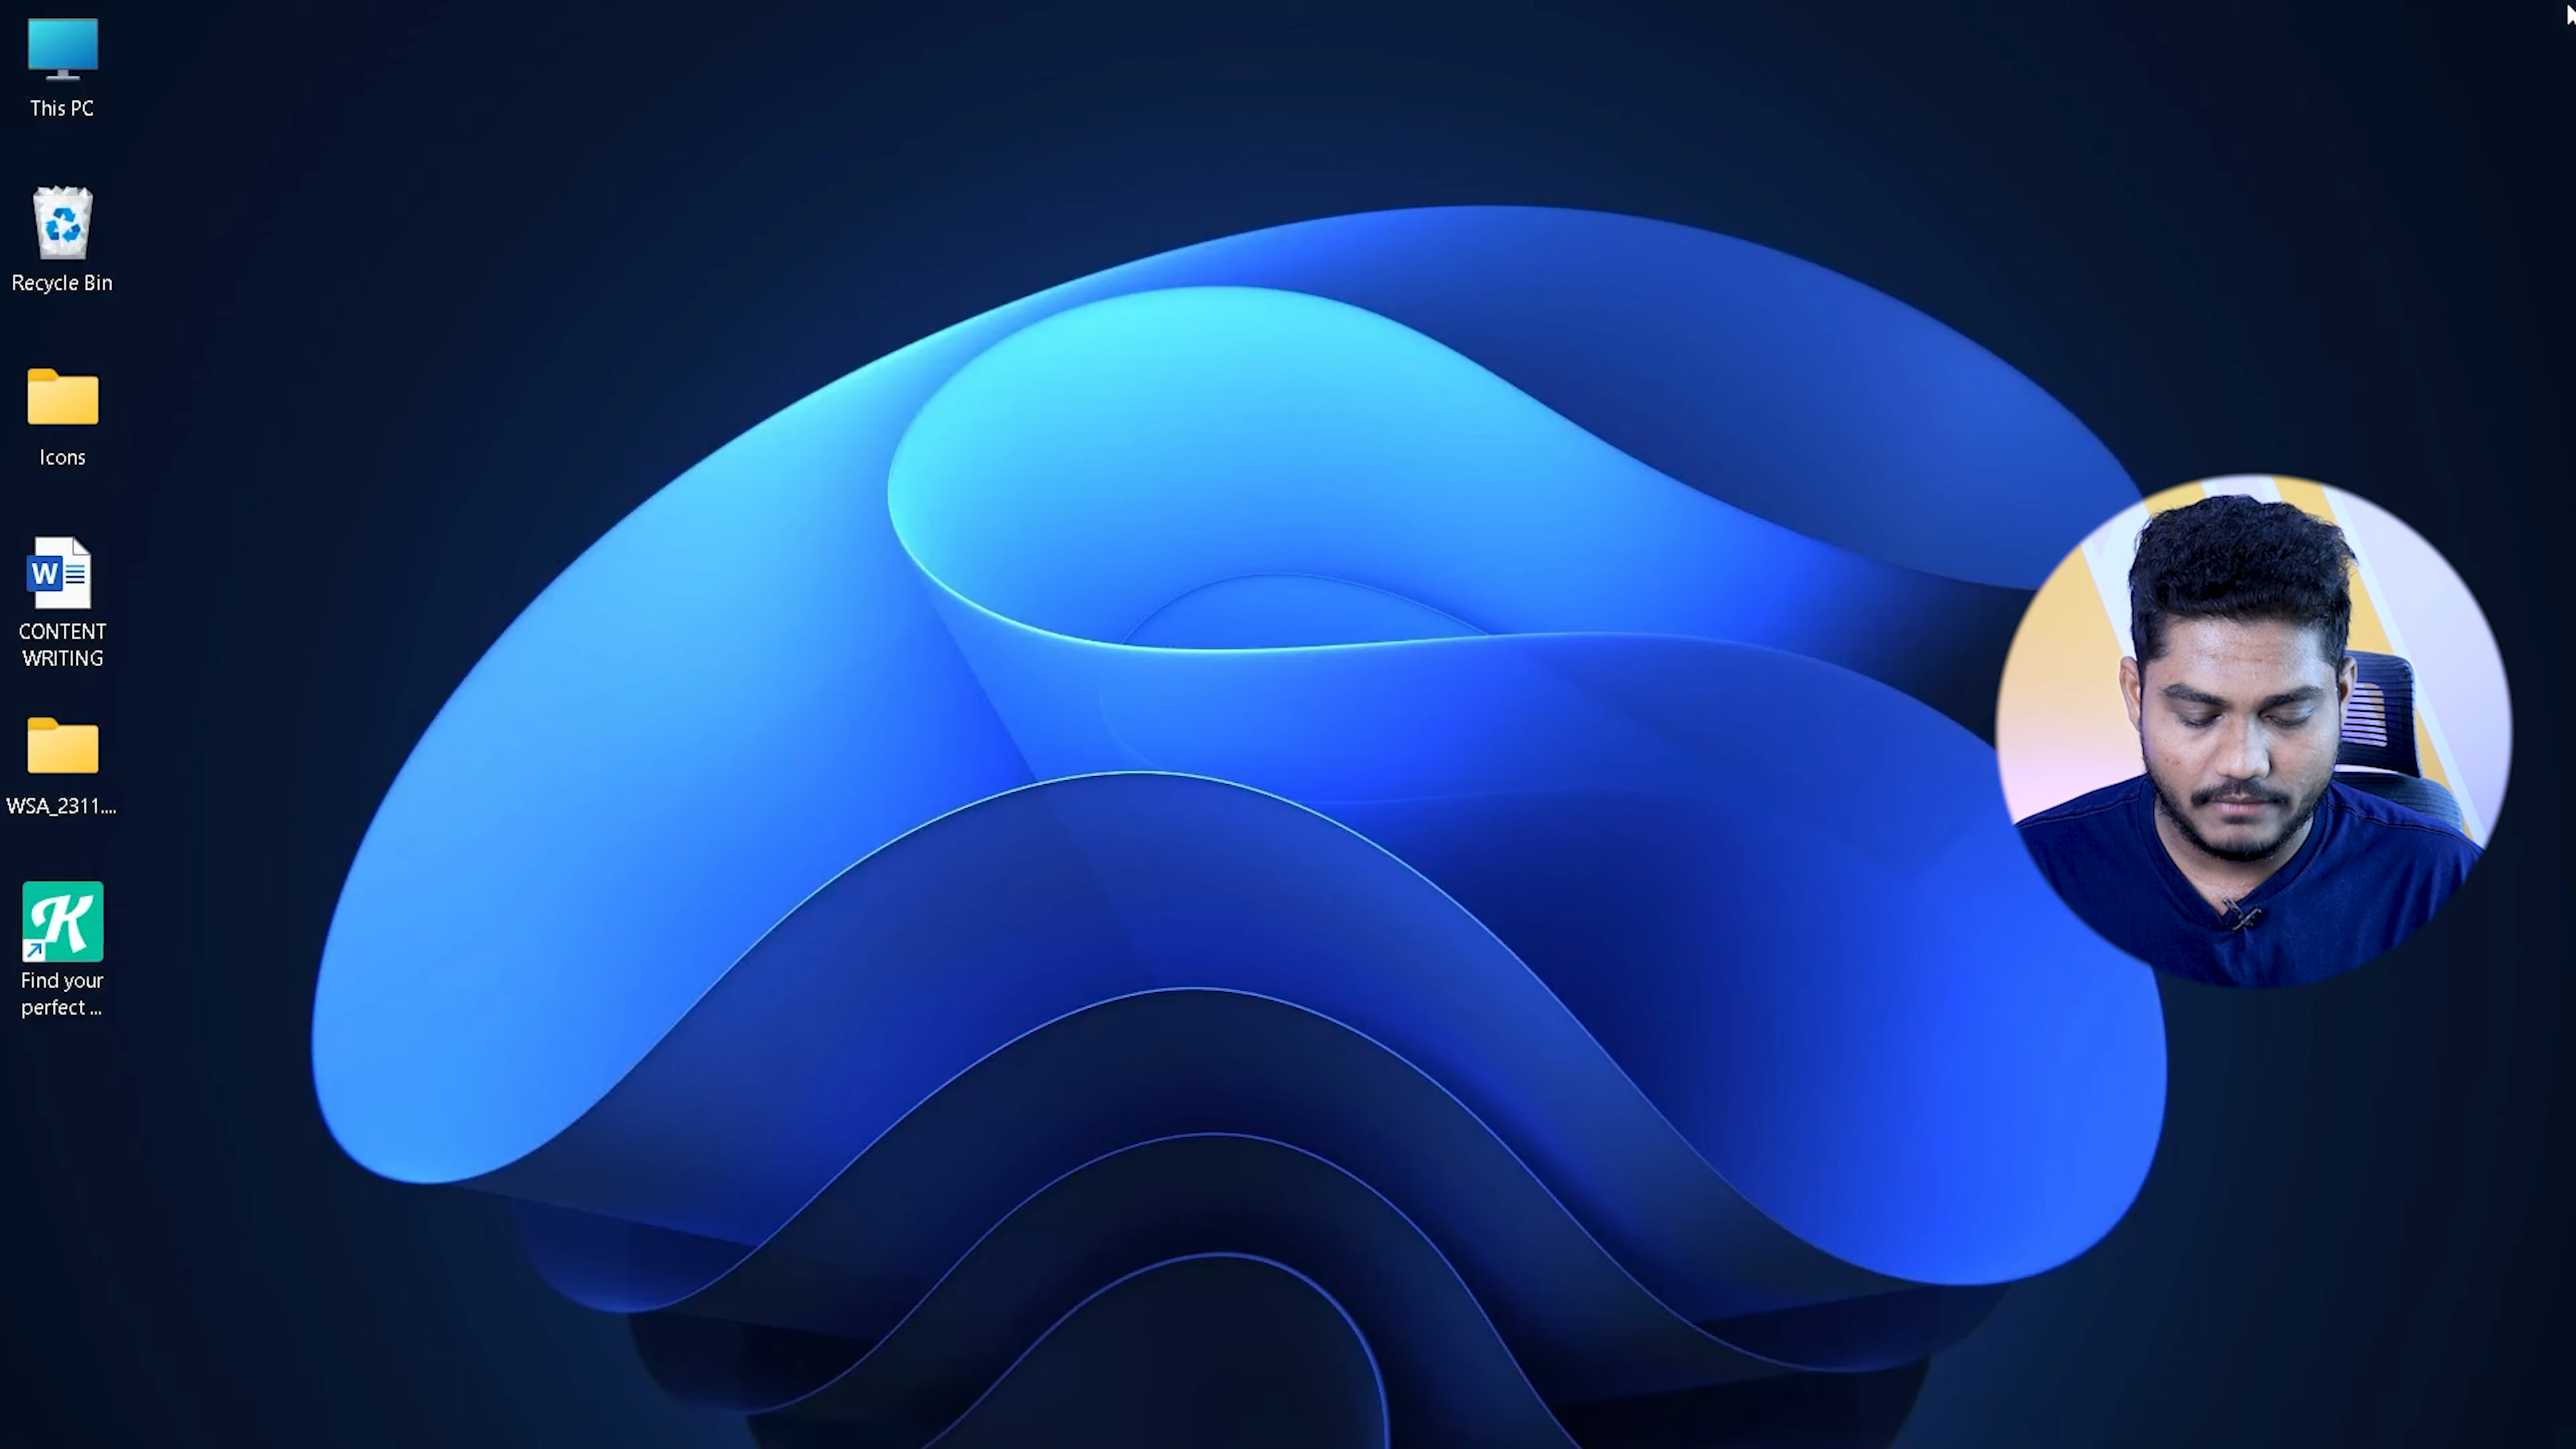 This PC
Recycle Bin
Icons
W
CONTENT
WRITING
WSA_2311....
K
Find your
perfect ...